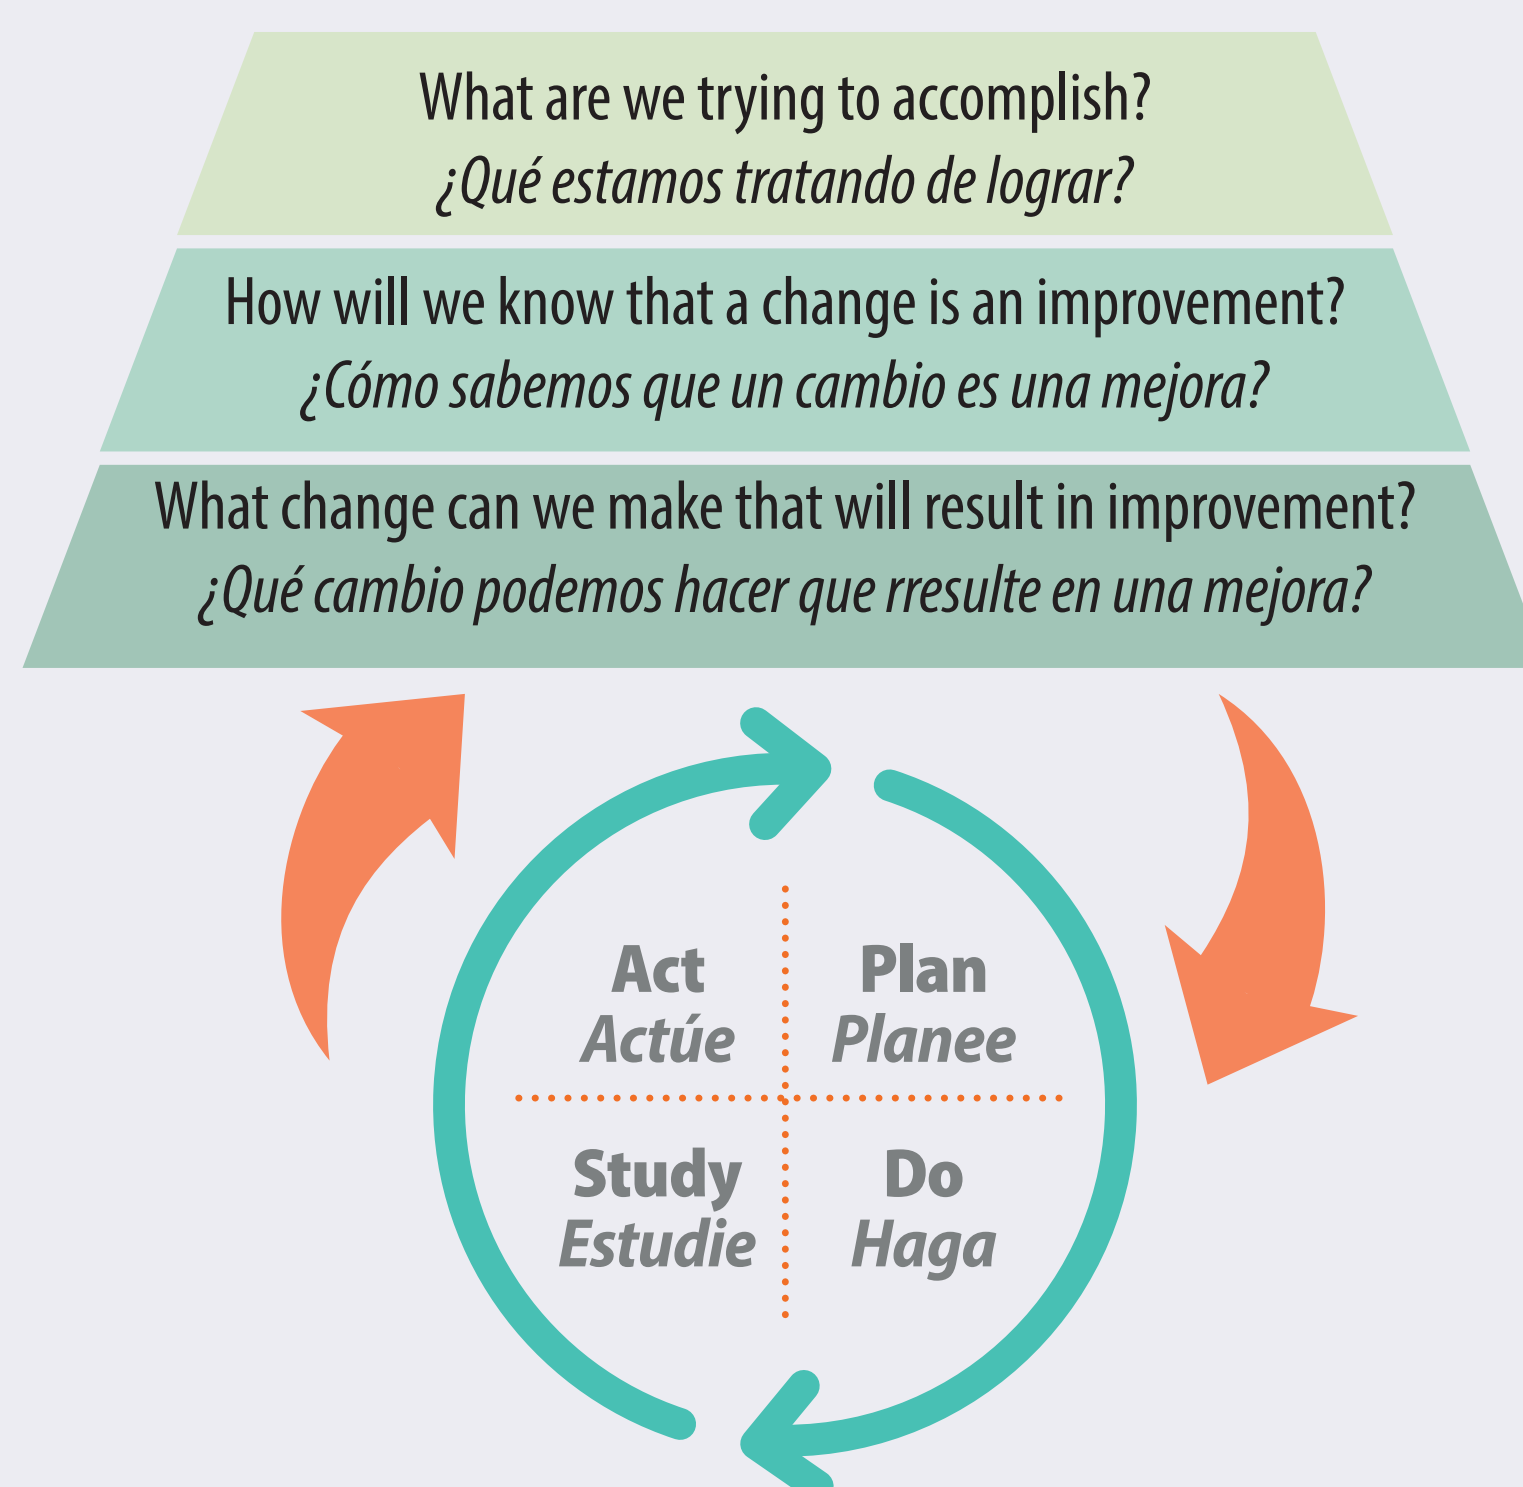 What are we trying to accomplish?
¿Qué estamos tratando de lograr?
How will we know that a change is an improvement?
¿Cómo sabemos que un cambio es una mejora?
What change can we make that will result in improvement?
¿Qué cambio podemos hacer que rresulte en una mejora?
Act
Actúe
Plan
Planee
Study
Estudie
Do
Haga